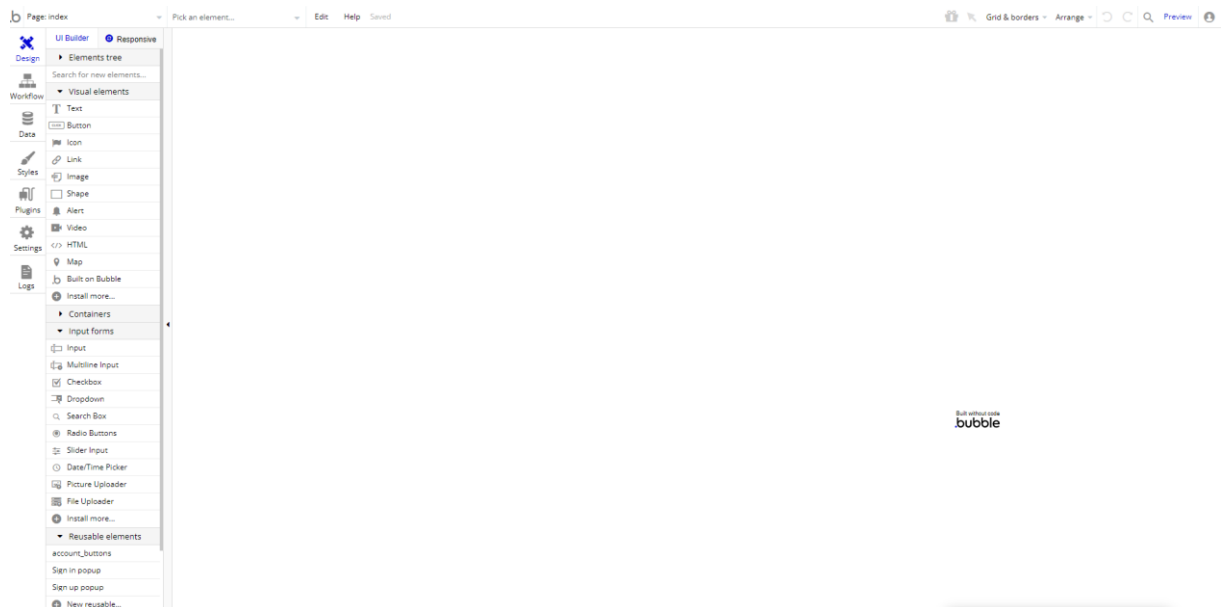 Page: index
Pick an element...
Edit Help Saved
Grid & borders Arrange Preview
Design
Workflow
Data
Styles
Plugins
Settings
Logs
UI Builder Responsive
Elements tree
Search for new elements...
Visual elements
Text
Button
Icon
Link
Image
Shape
Alert
Video
HTML
Map
Built on Bubble
Install more...
Containers
Input forms
Input
Multiline Input
Checkbox
Dropdown
Search Box
Radio Buttons
Slider Input
Date/Time Picker
Picture Uploader
File Uploader
Install more...
Reusable elements
account_buttons
Sign in popup
Sign up popup
New reusable...
Built without code
bubble